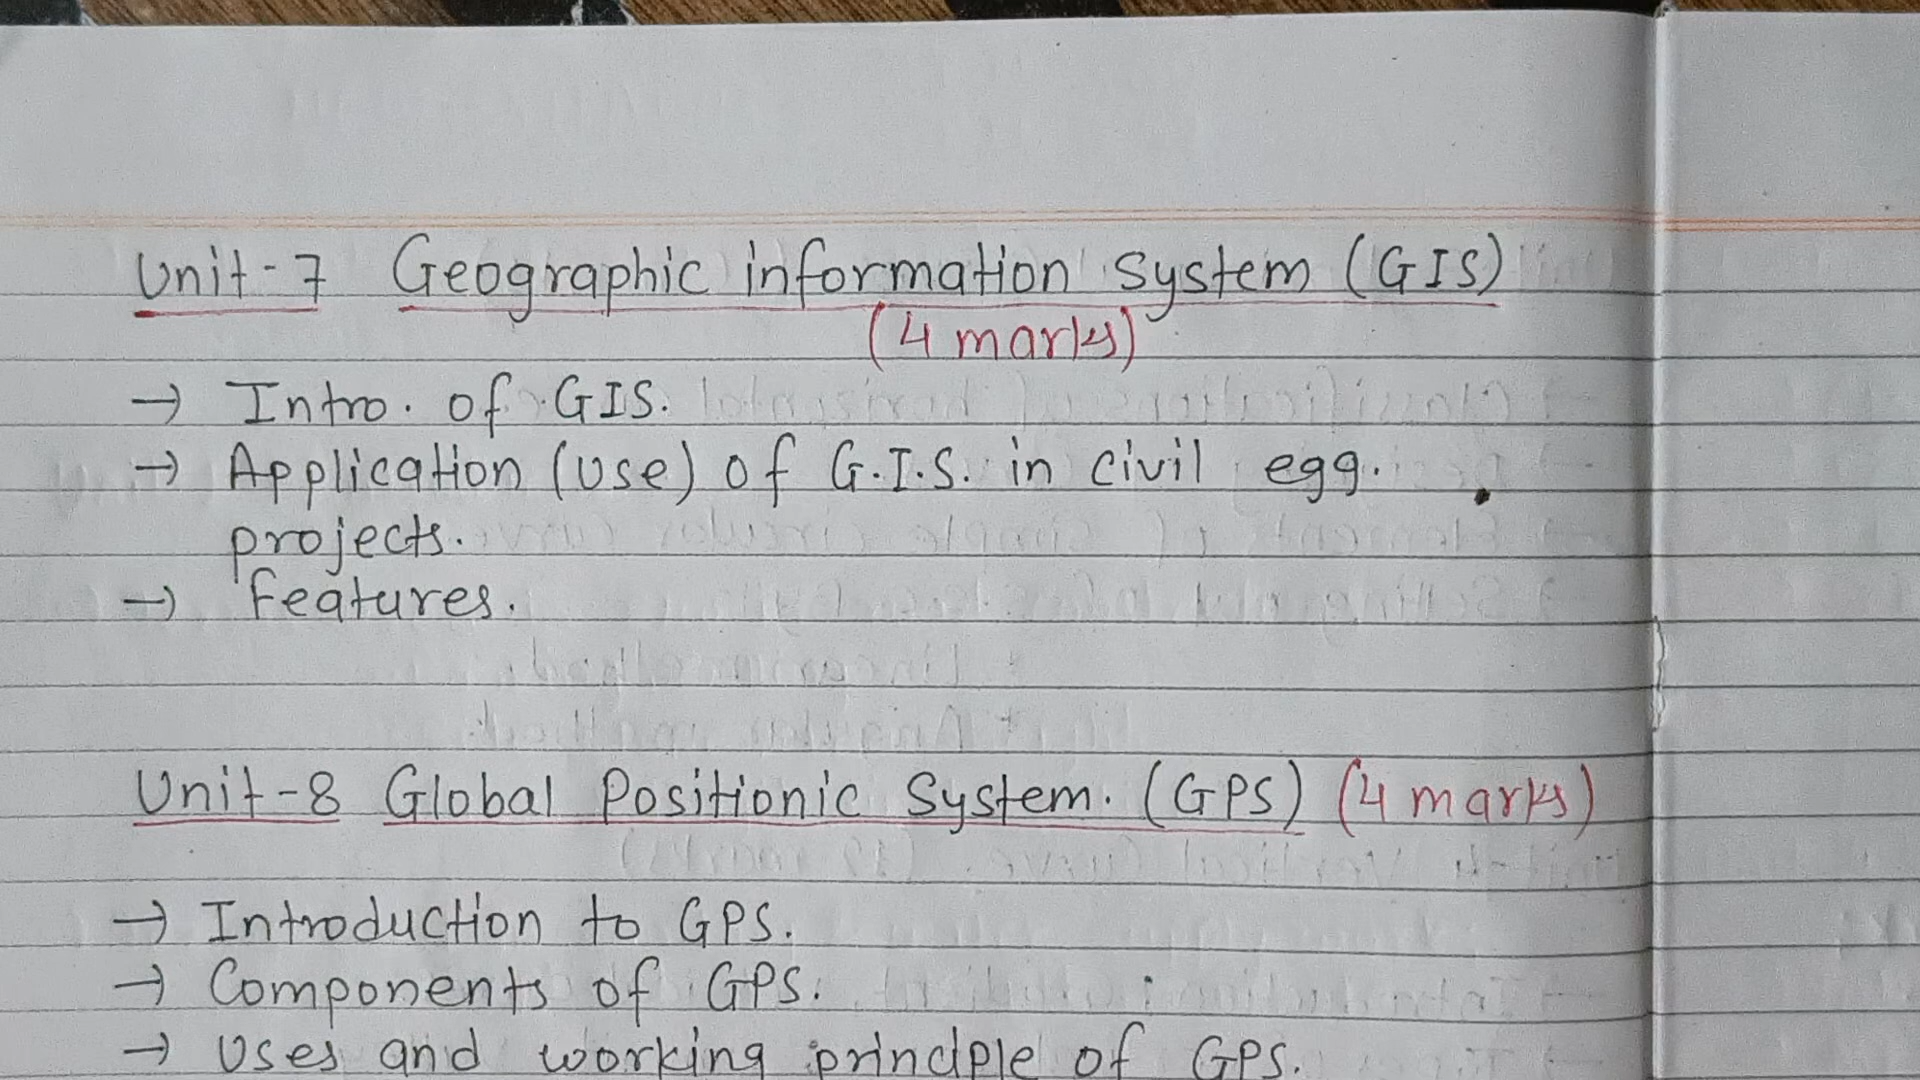 Unit-7 Geographic information System (GIS)
(4 marks)
→ Intro. of GIS.
→ Application (use) of G.I.S. in civil egg.
projects.
→ Features.
Unit-8 Global Positionic System. (GPS) (4 marks)
→ Introduction to GPS.
→ Components of GPS.
→ Uses and working principle of GPS.